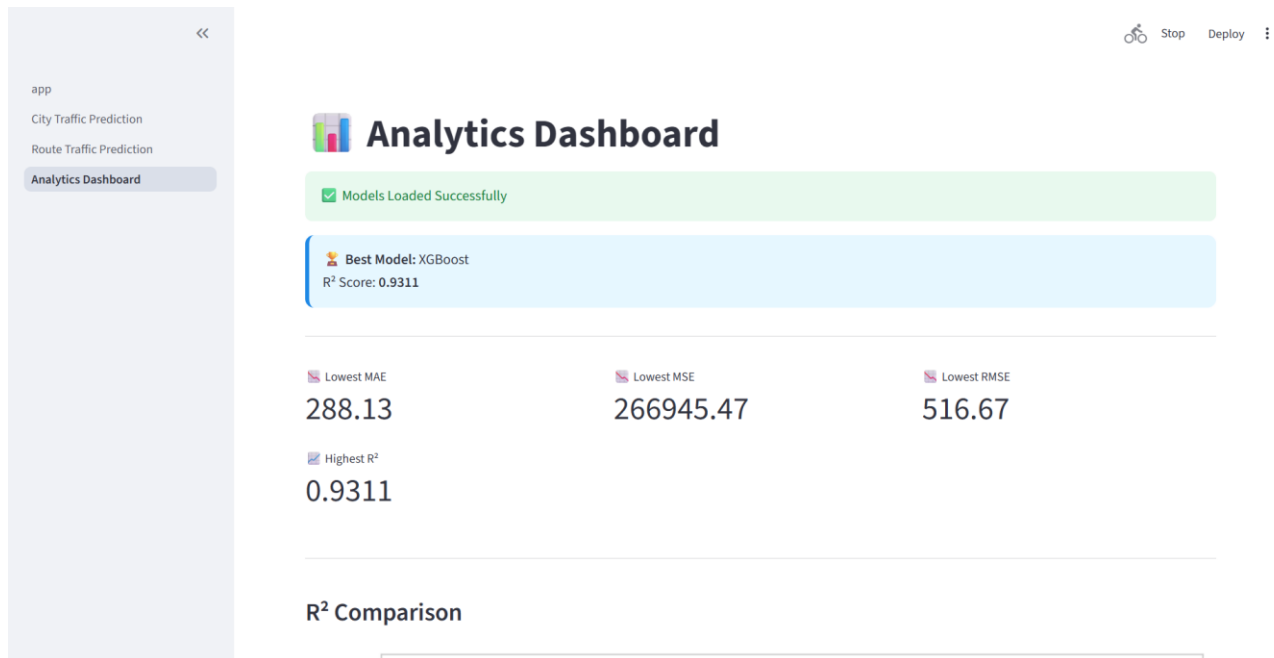 Stop
Deploy
app
City Traffic Prediction
Route Traffic Prediction
Analytics Dashboard
Analytics Dashboard
Models Loaded Successfully
Best Model: XGBoost
R² Score: 0.9311
Lowest MAE
288.13
Lowest MSE
266945.47
Lowest RMSE
516.67
Highest R²
0.9311
R² Comparison